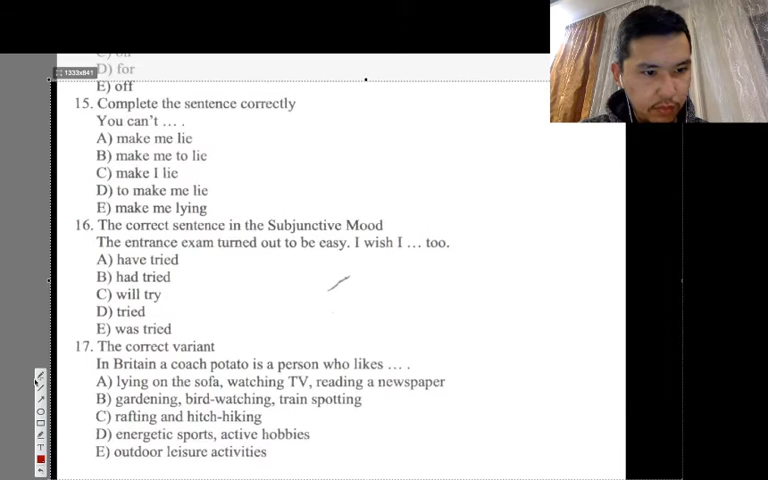 D) for
1333x841
E) off
15. Complete the sentence correctly
You can't ... .
A) make me lie
B) make me to lie
C) make I lie
D) to make me lie
E) make me lying
16. The correct sentence in the Subjunctive Mood
The entrance exam turned out to be easy. I wish I ... too.
A) have tried
B) had tried
C) will try
D) tried
E) was tried
17. The correct variant
In Britain a coach potato is a person who likes ... .
A) lying on the sofa, watching TV, reading a newspaper
B) gardening, bird-watching, train spotting
C) rafting and hitch-hiking
D) energetic sports, active hobbies
E) outdoor leisure activities
T